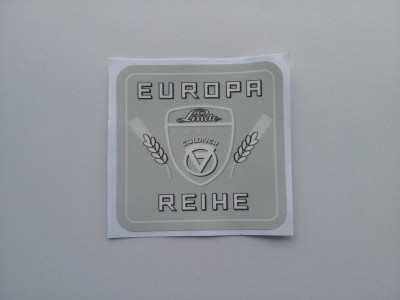 EUROPA
Linde
GÜLDNER
G
REIHE